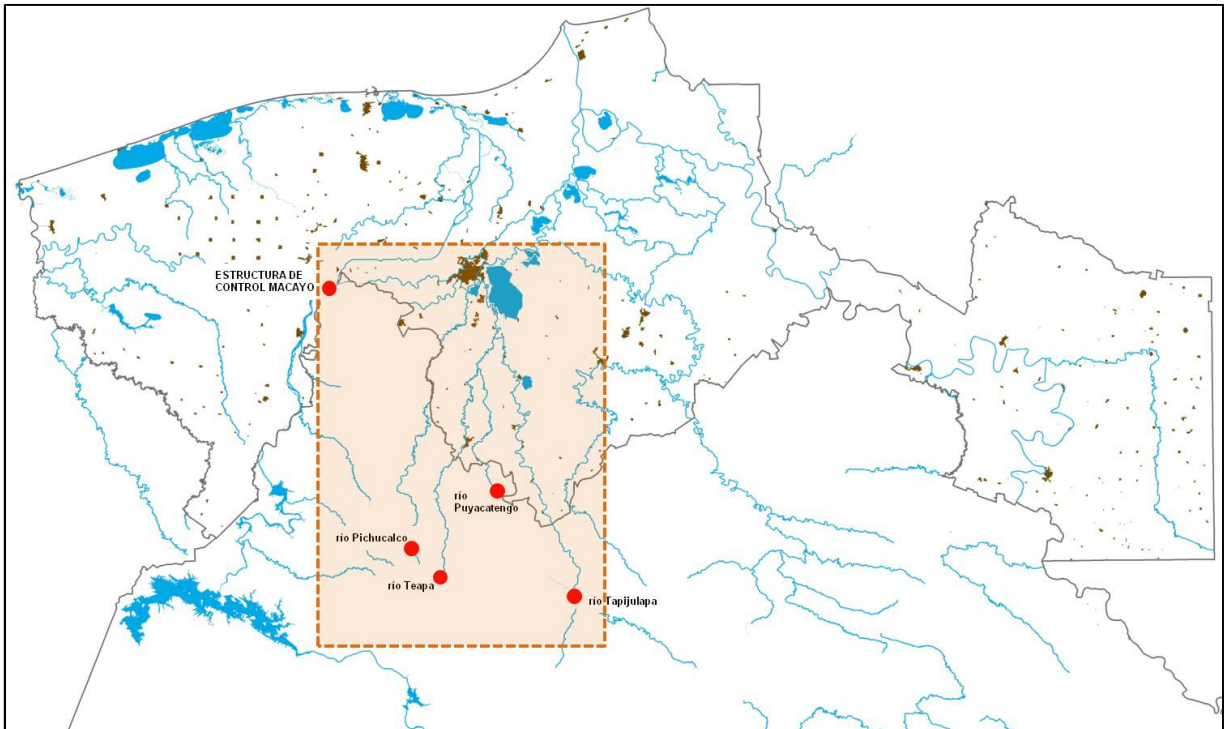 ESTRUCTURA DE
CONTROL MACAYO
río
Puyacatengo
río Pichucalco
río Teapa
río Tapijulapa